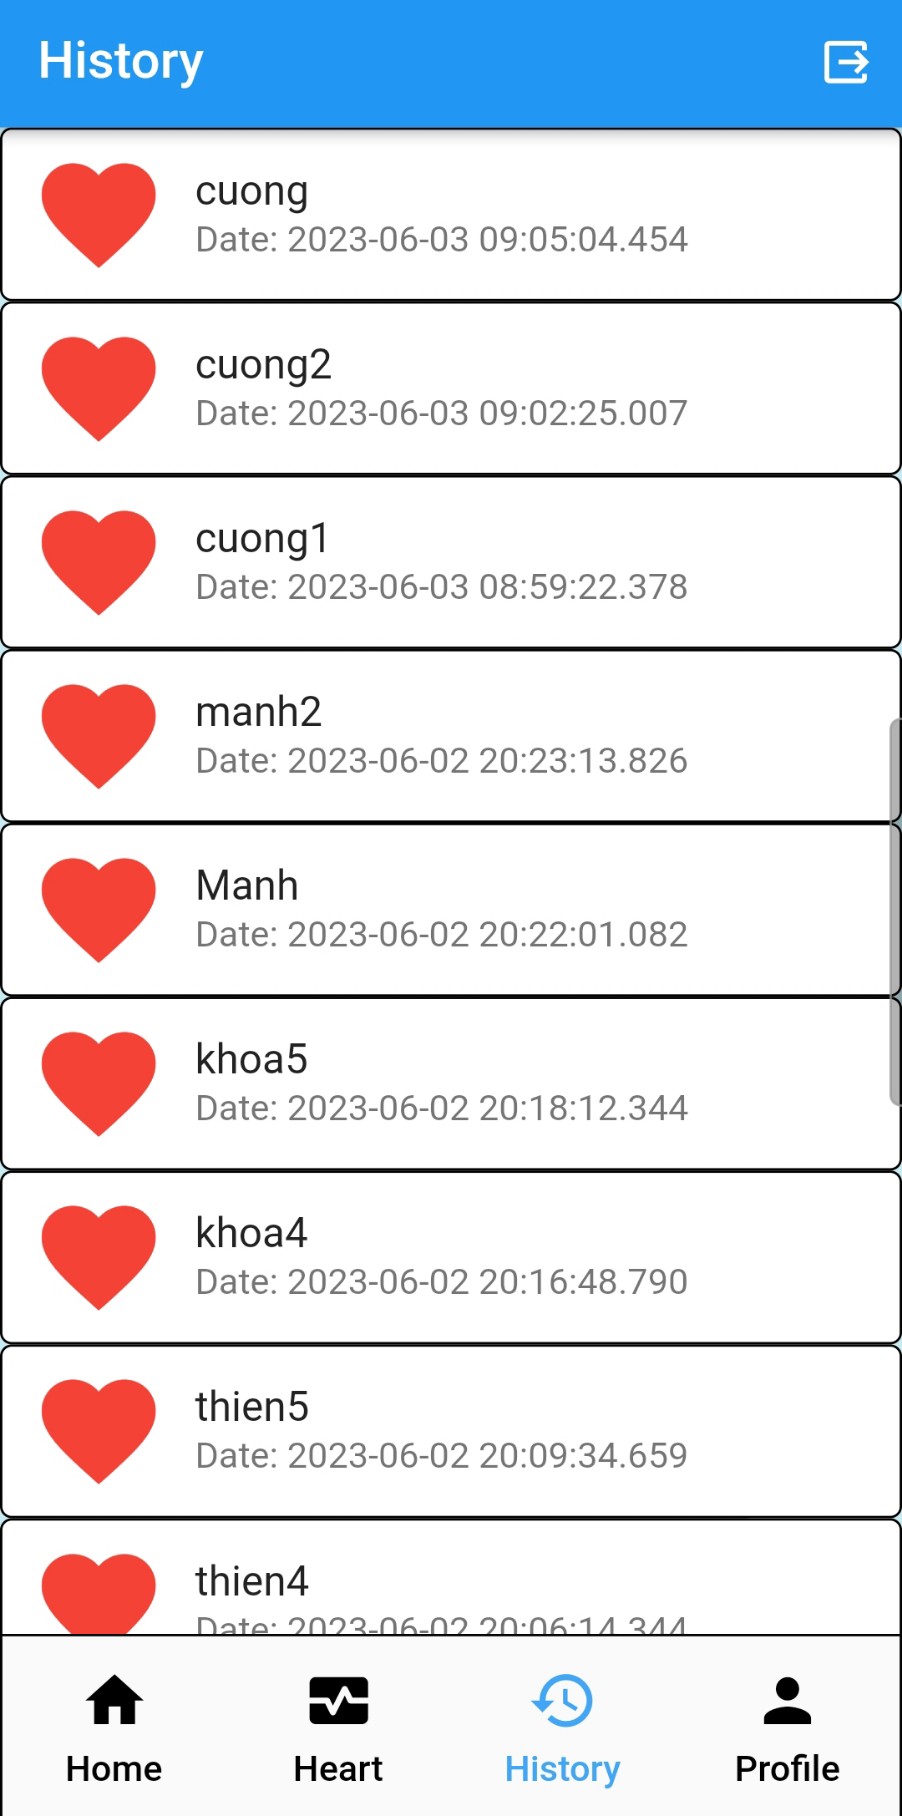 History
cuong
Date: 2023-06-03 09:05:04.454
cuong2
Date: 2023-06-03 09:02:25.007
cuong1
Date: 2023-06-03 08:59:22.378
manh2
Date: 2023-06-02 20:23:13.826
Manh
Date: 2023-06-02 20:22:01.082
khoa5
Date: 2023-06-02 20:18:12.344
khoa4
Date: 2023-06-02 20:16:48.790
thien5
Date: 2023-06-02 20:09:34.659
thien4
Date: 2023-06-02 20:06:14.344
Home
Heart
History
Profile